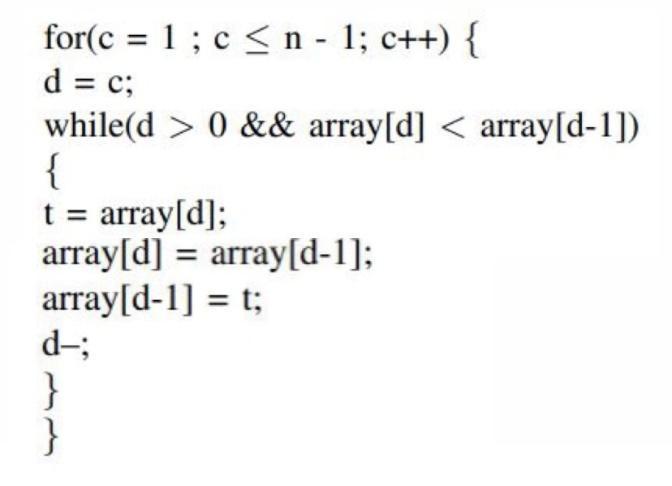 for(c = 1 ; c ≤ n - 1; c++) {
d = c;
while(d > 0 && array[d] < array[d-1])
{
t = array[d];
array[d] = array[d-1];
array[d-1] = t;
d–;
}
}